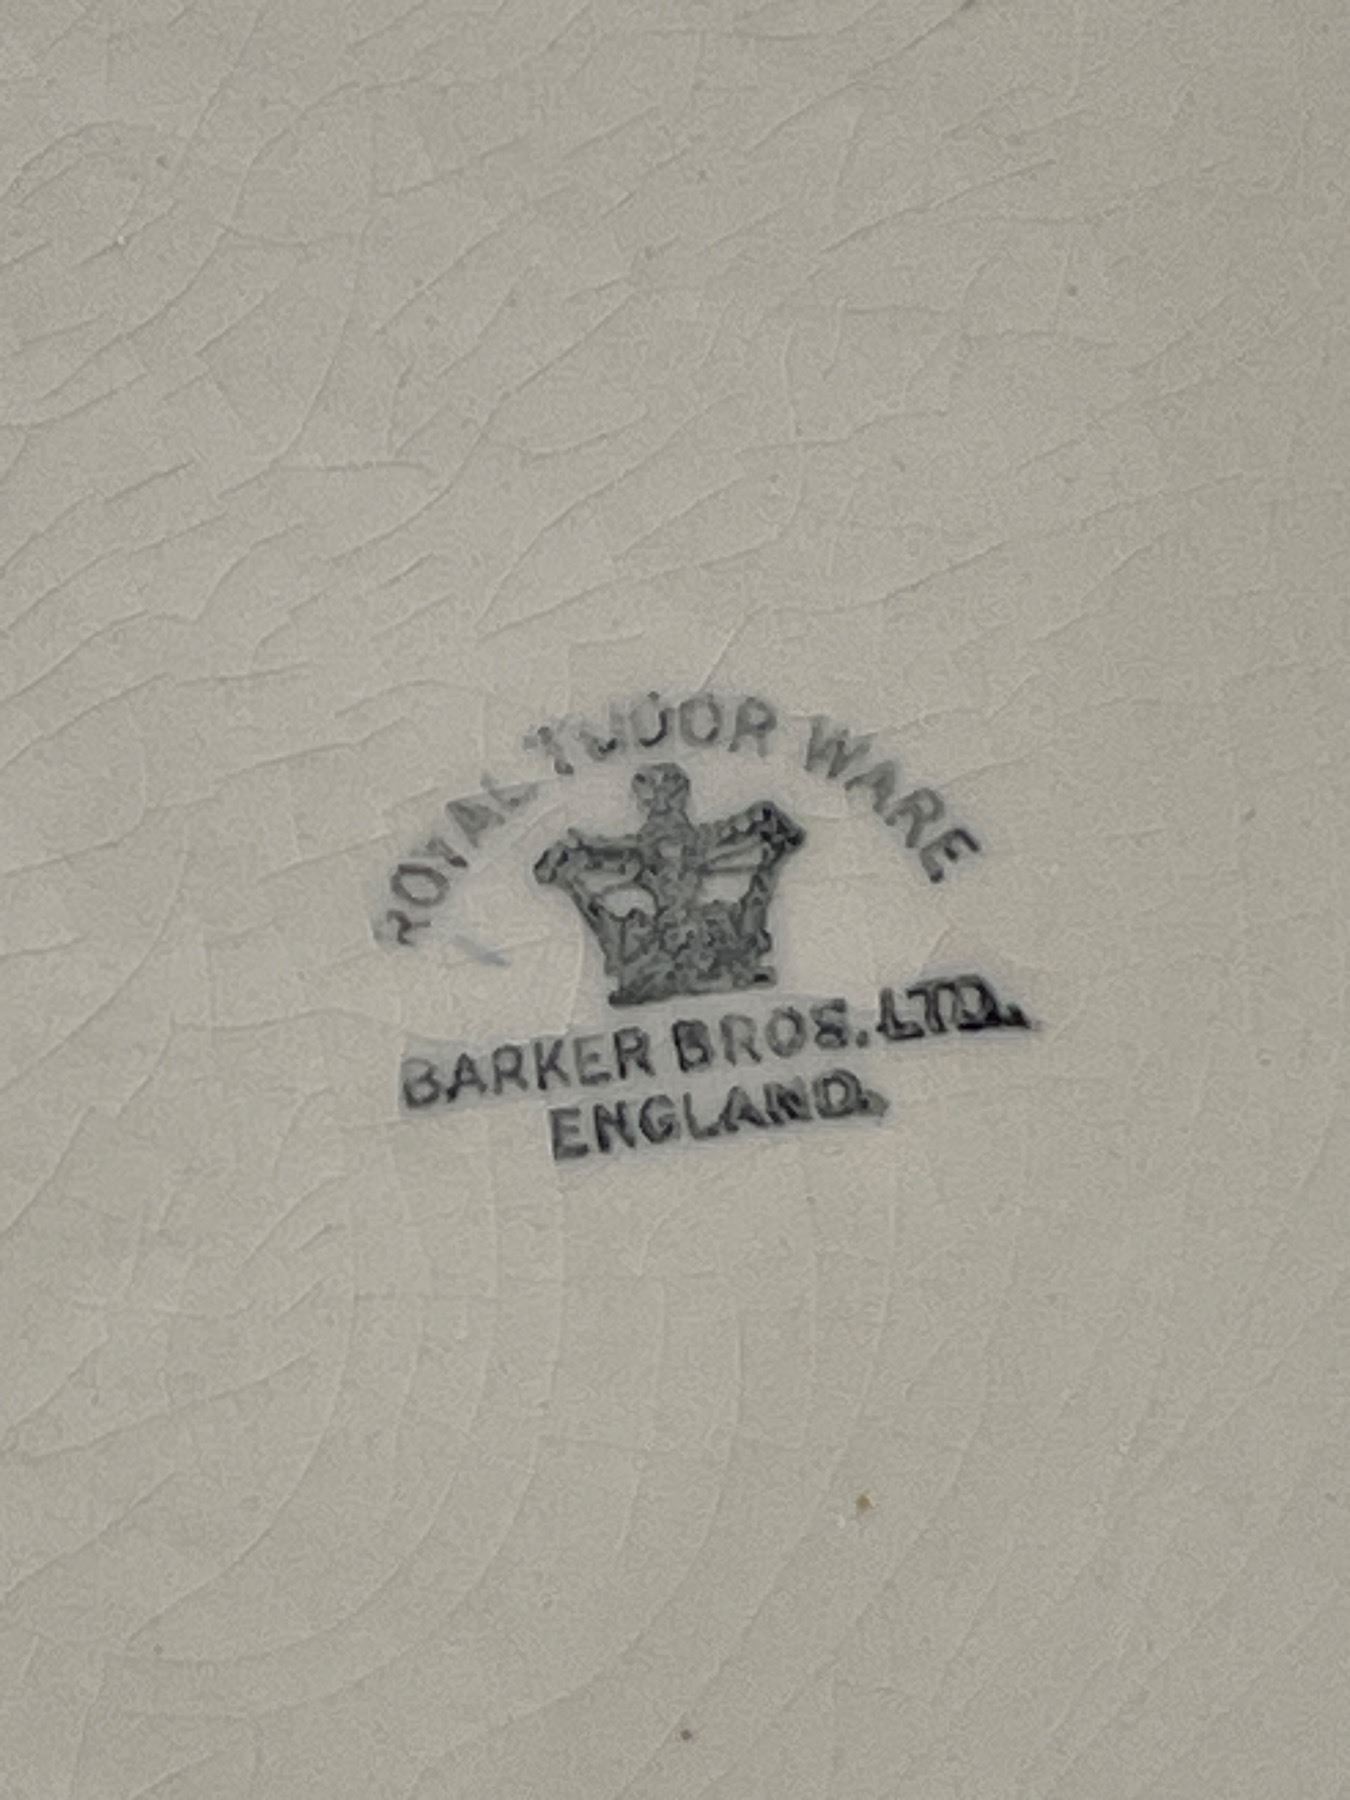 ROYAL TUDOR WARE
BARKER BROS. LTD.
ENGLAND.